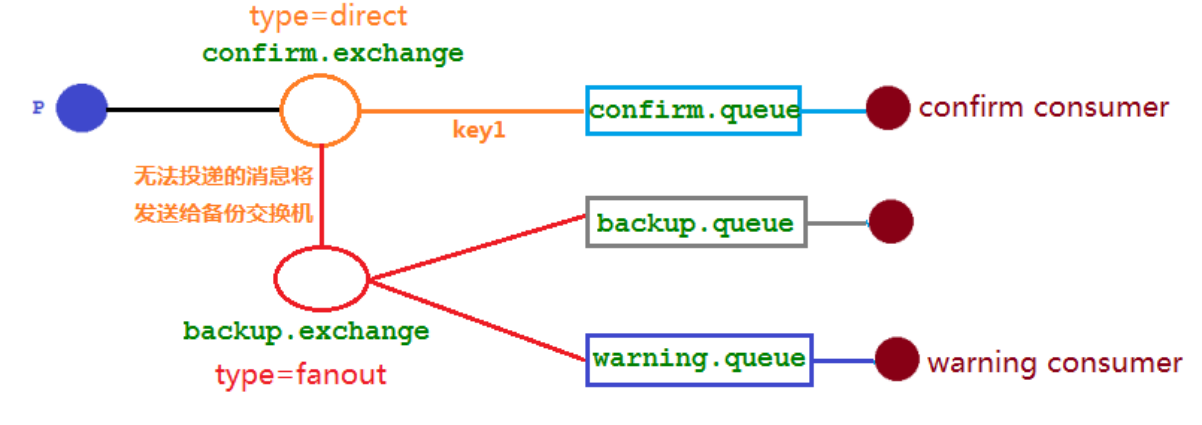 type=direct
confirm.exchange
P
key1
confirm.queue
confirm consumer
无法投递的消息将
发送给备份交换机
backup.queue
backup.exchange
type=fanout
warning.queue
warning consumer